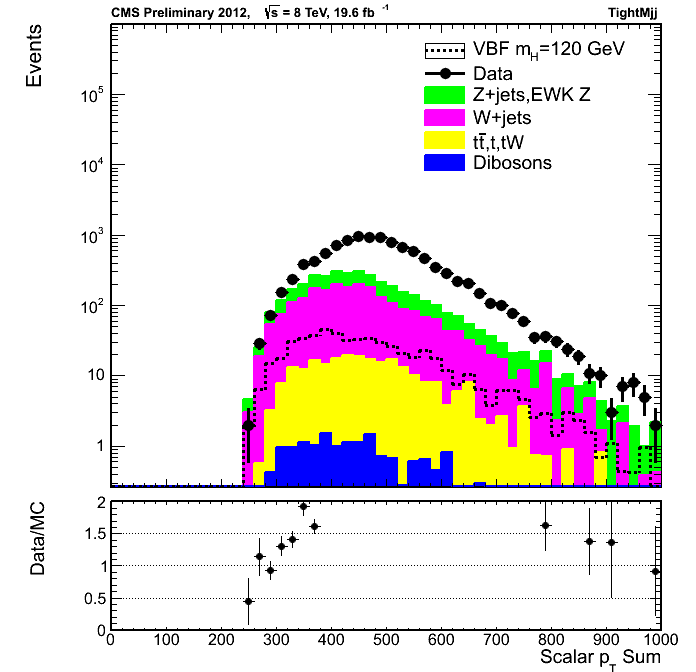 CMS Preliminary 2012, √s = 8 TeV, 19.6 fb⁻¹ TightMjj
Events
VBF m_H=120 GeV
Data
Z+jets,EWK Z
W+jets
tt̄,t,tW
Dibosons
10⁵
10⁴
10³
10²
10
1
Data/MC
2
1.5
1
0.5
0
0 100 200 300 400 500 600 700 800 900 1000
Scalar p_T Sum